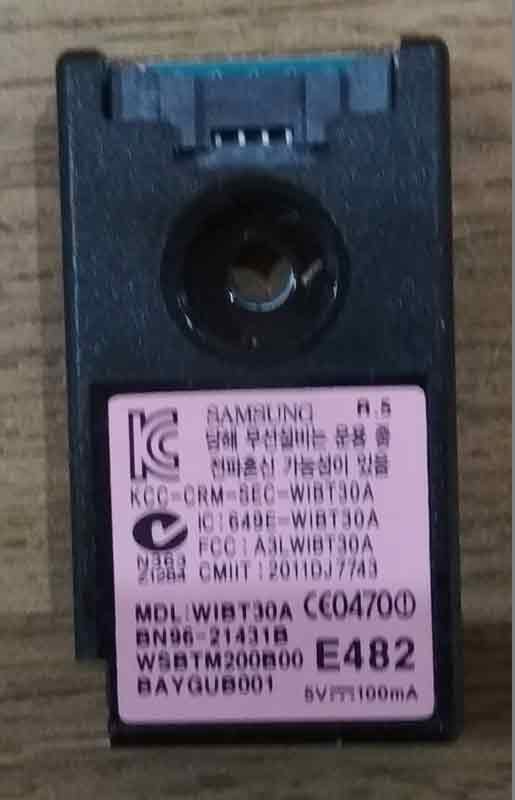 SAMSUNG R.5
당해 무선설비는 운용 중
전파혼신 가능성이 있음
KCC-CRM-SEC-WIBT30A
IC:649E-WIBT30A
FCC:A3LWIBT30A
N363
Z1284 CMIIT:2011DJ7743
MDL:WIBT30A CE0470!
BN96-21431B
WSBTM200B00 E482
BAYGUB001 5V⎓100mA